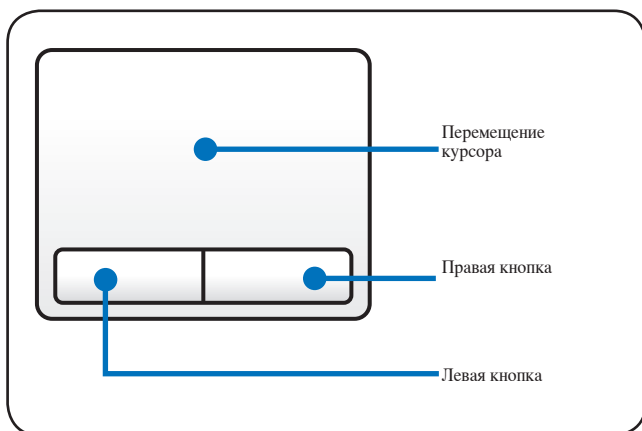 Перемещение
курсора
Правая кнопка
Левая кнопка